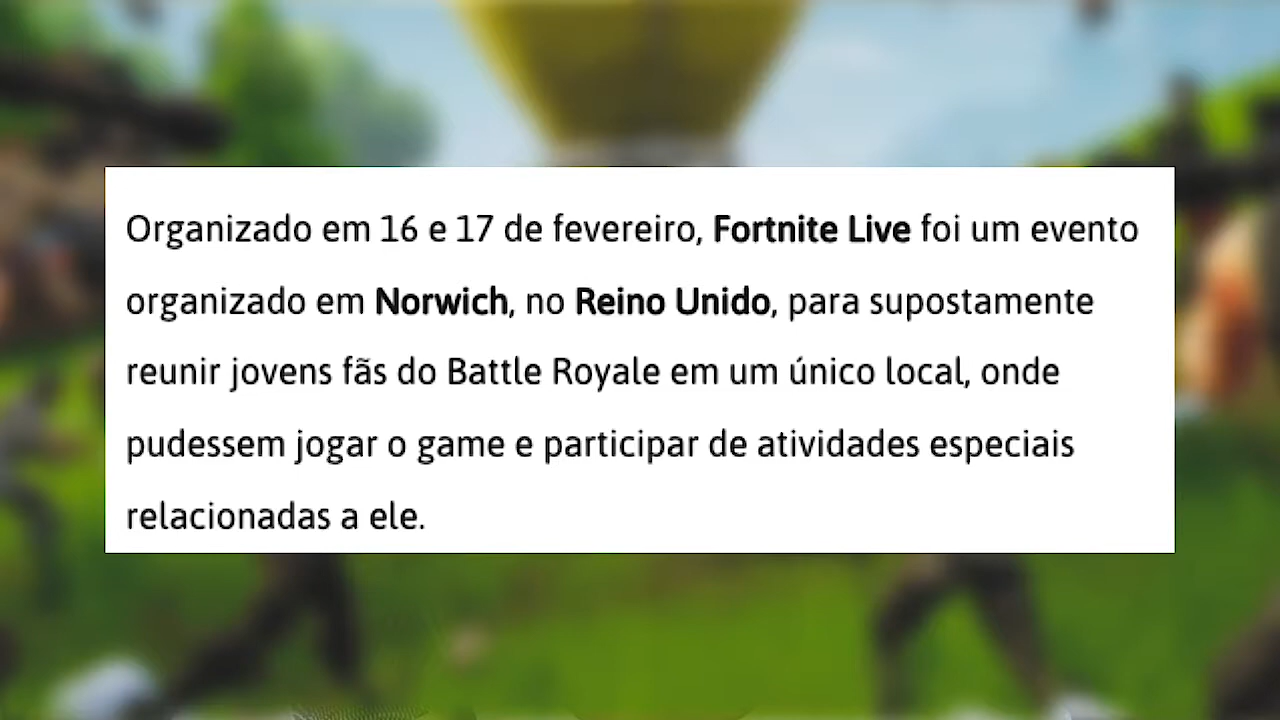 Organizado em 16 e 17 de fevereiro, Fortnite Live foi um evento
organizado em Norwich, no Reino Unido, para supostamente
reunir jovens fãs do Battle Royale em um único local, onde
pudessem jogar o game e participar de atividades especiais
relacionadas a ele.